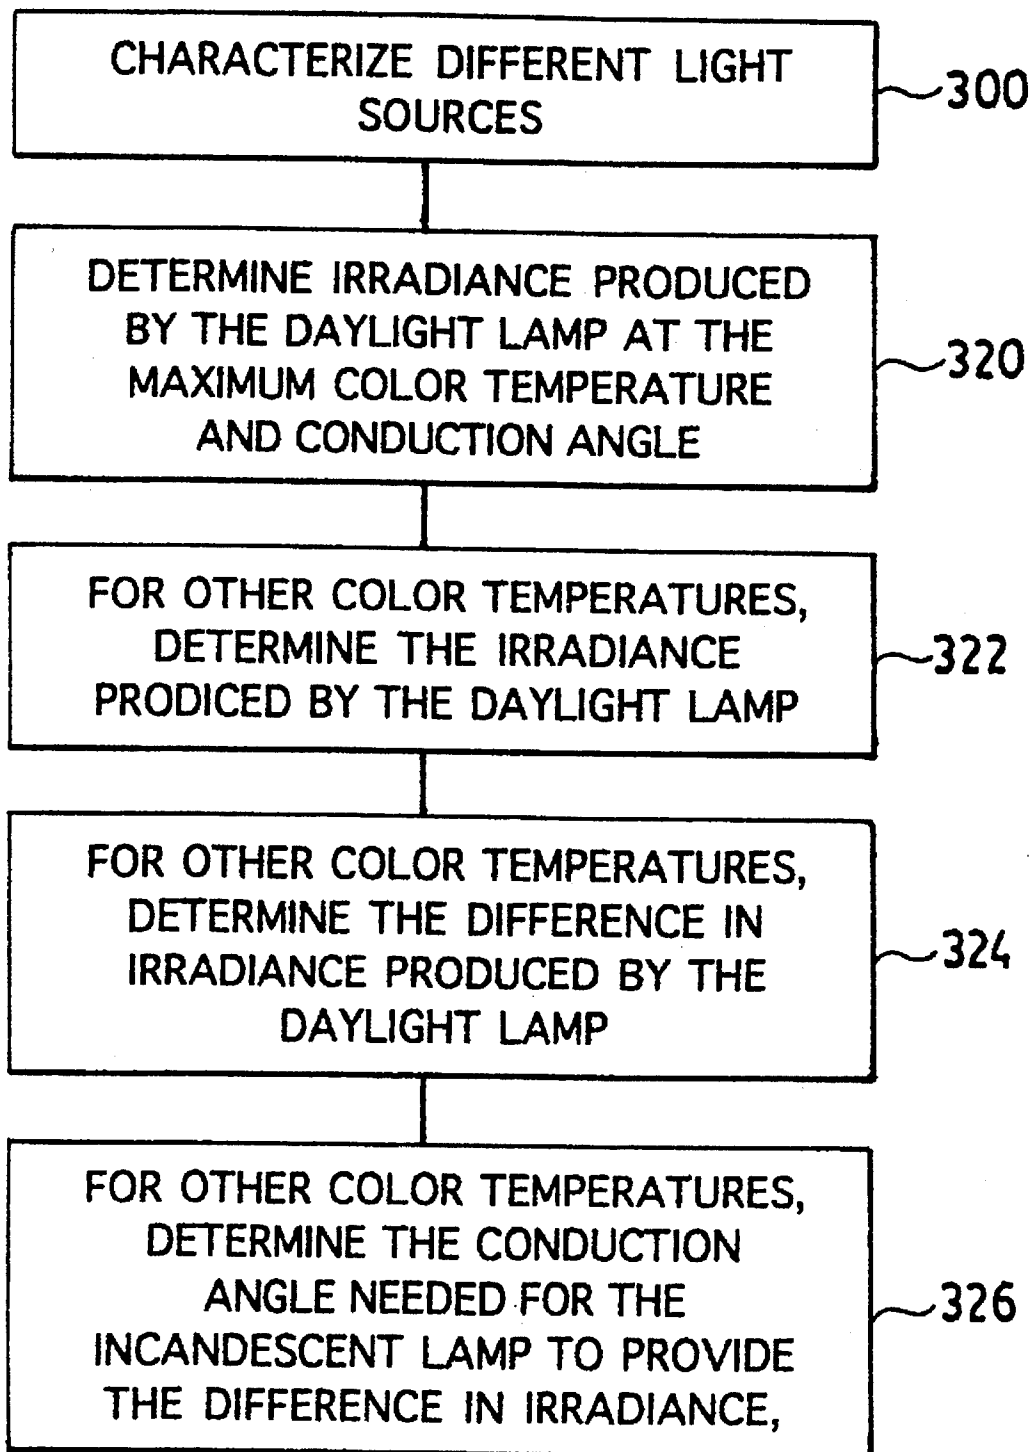 CHARACTERIZE DIFFERENT LIGHT
SOURCES
300
DETERMINE IRRADIANCE PRODUCED
BY THE DAYLIGHT LAMP AT THE
MAXIMUM COLOR TEMPERATURE
AND CONDUCTION ANGLE
320
FOR OTHER COLOR TEMPERATURES,
DETERMINE THE IRRADIANCE
PRODICED BY THE DAYLIGHT LAMP
322
FOR OTHER COLOR TEMPERATURES,
DETERMINE THE DIFFERENCE IN
IRRADIANCE PRODUCED BY THE
DAYLIGHT LAMP
324
FOR OTHER COLOR TEMPERATURES,
DETERMINE THE CONDUCTION
ANGLE NEEDED FOR THE
INCANDESCENT LAMP TO PROVIDE
THE DIFFERENCE IN IRRADIANCE,
326